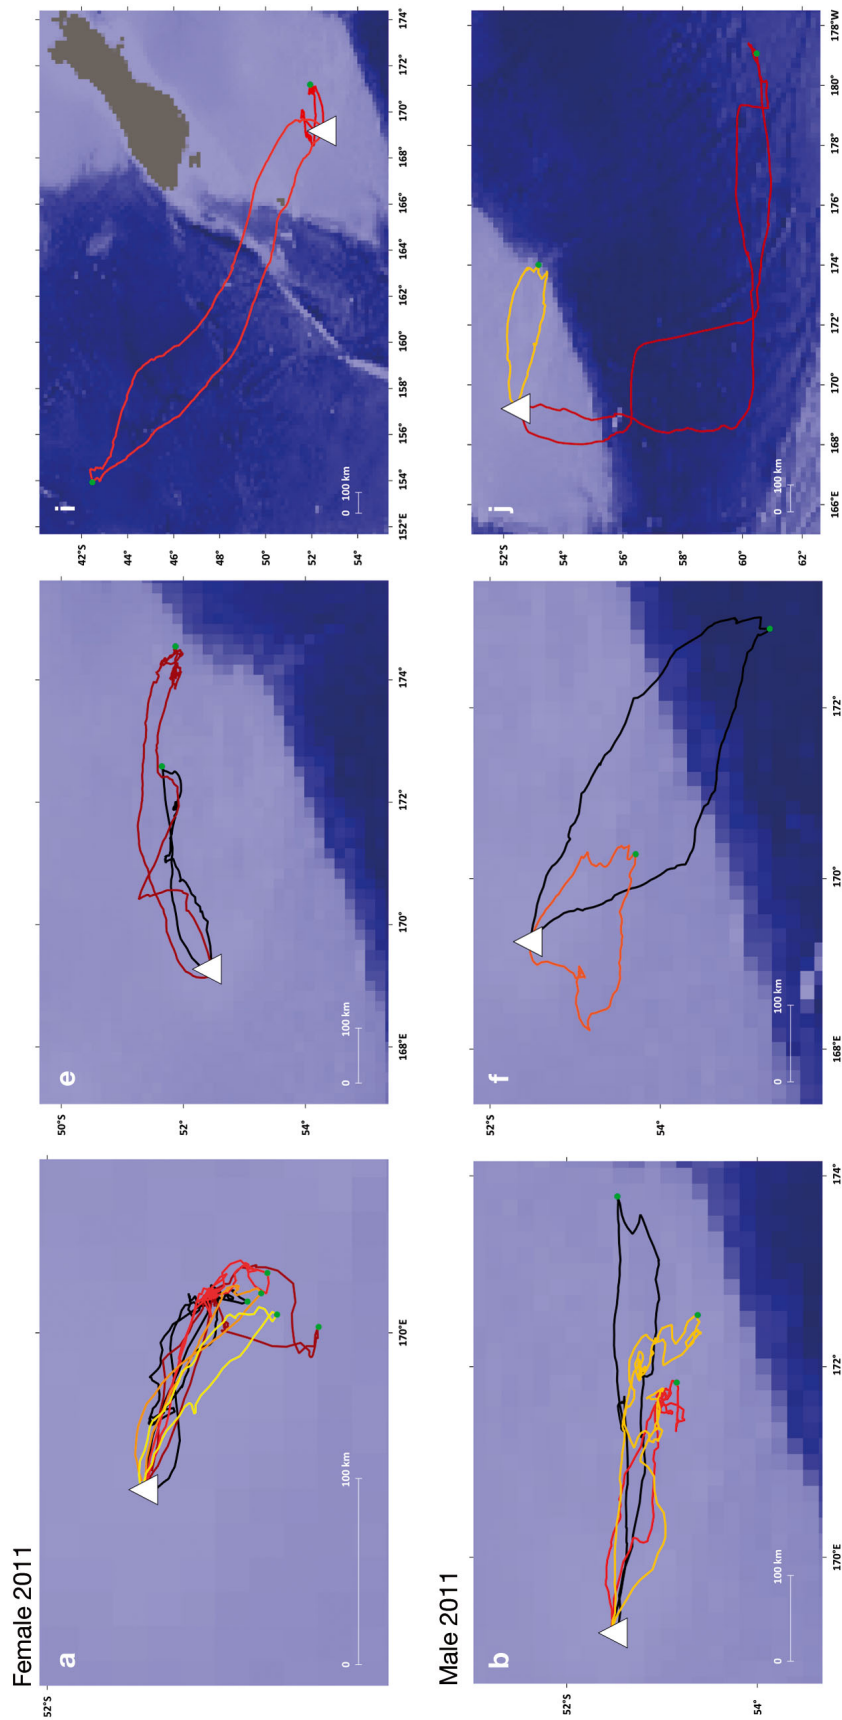 Female 2011
a
52°S
0 100 km
170°E
e
50°S
52°
54°
0 100 km
168°E 170° 172° 174°
i
42°S
44°
46°
48°
50°
52°
54°
0 100 km
152°E 154° 156° 158° 160° 162° 164° 166° 168° 170° 172° 174°
Male 2011
b
52°S
54°
0 100 km
170°E 172° 174°
f
52°S
54°
0 100 km
168°E 170° 172°
j
52°S
54°
56°
58°
60°
62°
0 100 km
166°E 168° 170° 172° 174° 176° 178° 180° 178°W